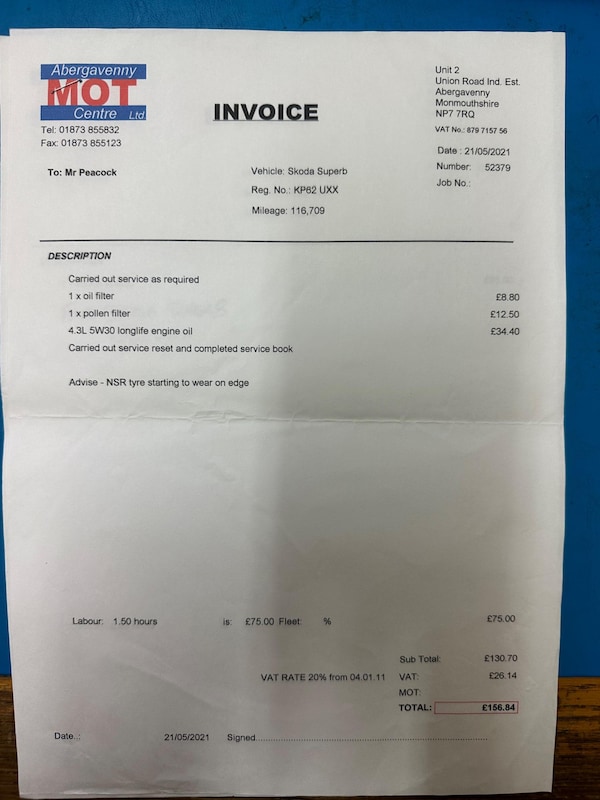 Abergavenny
MOT
Centre Ltd
Tel: 01873 855832
Fax: 01873 855123
INVOICE
Unit 2
Union Road Ind. Est.
Abergavenny
Monmouthshire
NP7 7RQ
VAT No.: 879 7157 56
Date : 21/05/2021
Number: 52379
Job No.:
To: Mr Peacock
Vehicle: Skoda Superb
Reg. No.: KP62 UXX
Mileage: 116,709
DESCRIPTION
Carried out service as required
1 x oil filter £8.80
1 x pollen filter £12.50
4.3L 5W30 longlife engine oil £34.40
Carried out service reset and completed service book
Advise - NSR tyre starting to wear on edge
Labour: 1.50 hours is: £75.00 Fleet: % £75.00
Sub Total: £130.70
VAT RATE 20% from 04.01.11 VAT: £26.14
MOT:
TOTAL: £156.84
Date..: 21/05/2021 Signed..........................................................